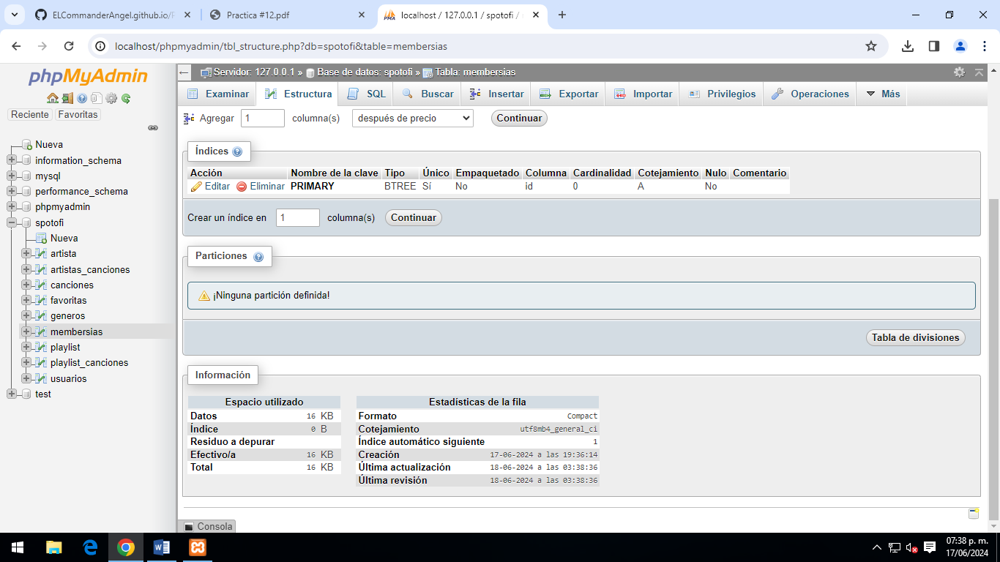 ELCommanderAngel.github.io/P
Practica #12.pdf
localhost / 127.0.0.1 / spotofi /
localhost/phpmyadmin/tbl_structure.php?db=spotofi&table=membersias
phpMyAdmin
Reciente Favoritas
Nueva
information_schema
mysql
performance_schema
phpmyadmin
spotofi
Nueva
artista
artistas_canciones
canciones
favoritas
generos
membersias
playlist
playlist_canciones
usuarios
test
Servidor: 127.0.0.1 » Base de datos: spotofi » Tabla: membersias
Examinar Estructura SQL Buscar Insertar Exportar Importar Privilegios Operaciones Más
Agregar 1 columna(s) después de precio Continuar
Índices
Acción Nombre de la clave Tipo Único Empaquetado Columna Cardinalidad Cotejamiento Nulo Comentario
Editar Eliminar PRIMARY BTREE Sí No id 0 A No
Crear un índice en 1 columna(s) Continuar
Particiones
¡Ninguna partición definida!
Tabla de divisiones
Información
Espacio utilizado
Datos 16 KB
Índice 0 B
Residuo a depurar
Efectivo/a 16 KB
Total 16 KB
Estadísticas de la fila
Formato Compact
Cotejamiento utf8mb4_general_ci
Índice automático siguiente 1
Creación 17-06-2024 a las 19:36:14
Última actualización 18-06-2024 a las 03:38:36
Última revisión 18-06-2024 a las 03:38:36
Consola
07:38 p. m.
17/06/2024